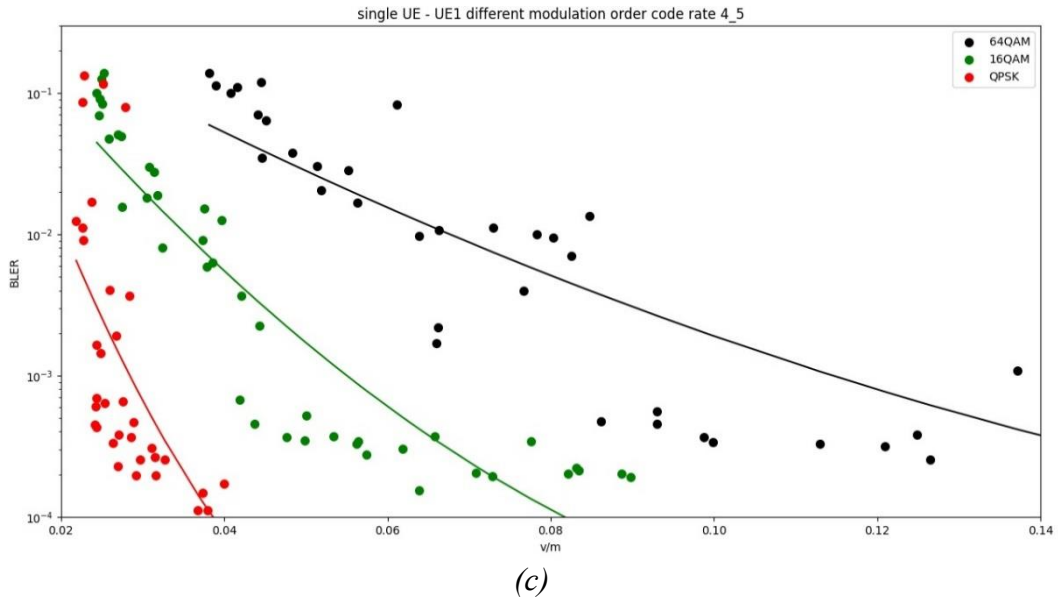 single UE - UE1 different modulation order code rate 4_5
64QAM
16QAM
QPSK
BLER
10⁻¹
10⁻²
10⁻³
10⁻⁴
0.02 0.04 0.06 0.08 0.10 0.12 0.14
v/m
(c)